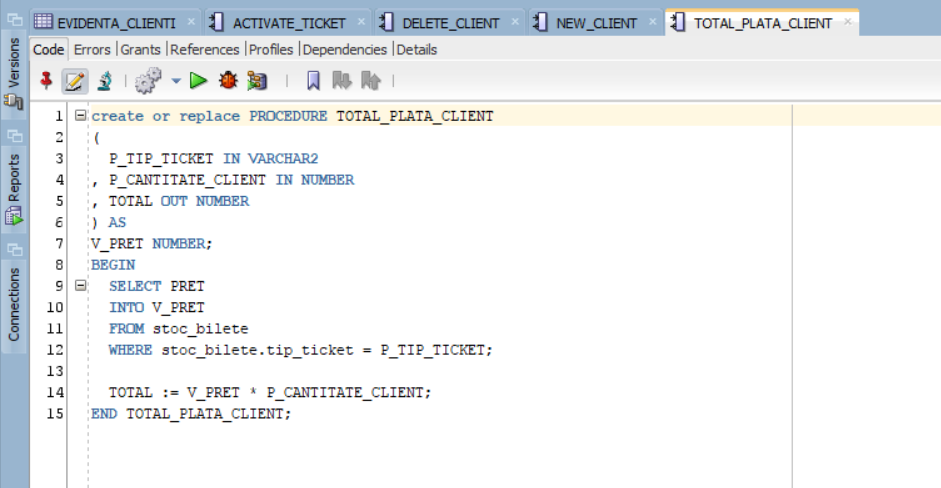 EVIDENTA_CLIENTI × ACTIVATE_TICKET × DELETE_CLIENT × NEW_CLIENT × TOTAL_PLATA_CLIENT ×
Code Errors |Grants |References |Profiles |Dependencies |Details
Versions
Reports
Connections
1 create or replace PROCEDURE TOTAL_PLATA_CLIENT
2 (
3   P_TIP_TICKET IN VARCHAR2
4 , P_CANTITATE_CLIENT IN NUMBER
5 , TOTAL OUT NUMBER
6 ) AS
7 V_PRET NUMBER;
8 BEGIN
9   SELECT PRET
10   INTO V_PRET
11   FROM stoc_bilete
12   WHERE stoc_bilete.tip_ticket = P_TIP_TICKET;
13
14   TOTAL := V_PRET * P_CANTITATE_CLIENT;
15 END TOTAL_PLATA_CLIENT;